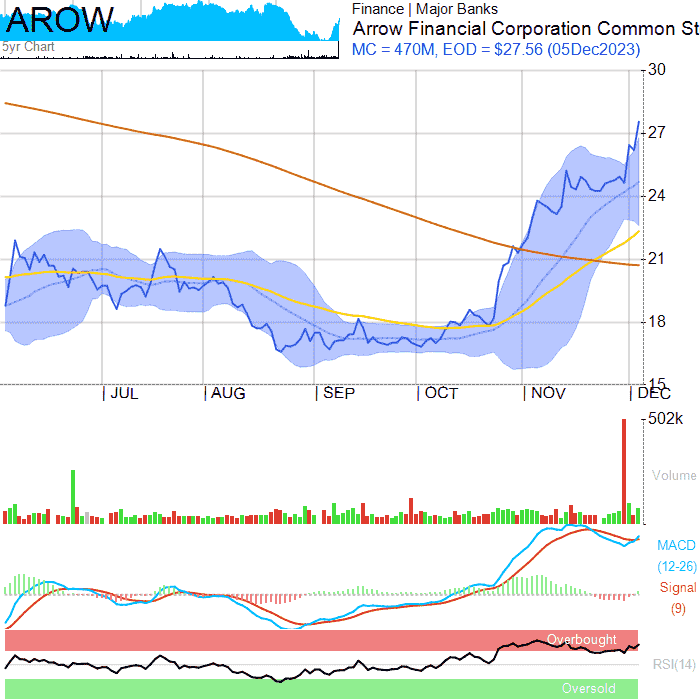 AROW
5yr Chart
Finance | Major Banks
Arrow Financial Corporation Common St
MC = 470M, EOD = $27.56 (05Dec2023)
30
27
24
21
18
15
JUL
AUG
SEP
OCT
NOV
DEC
502k
Volume
MACD
(12-26)
Signal
(9)
Overbought
RSI(14)
Oversold